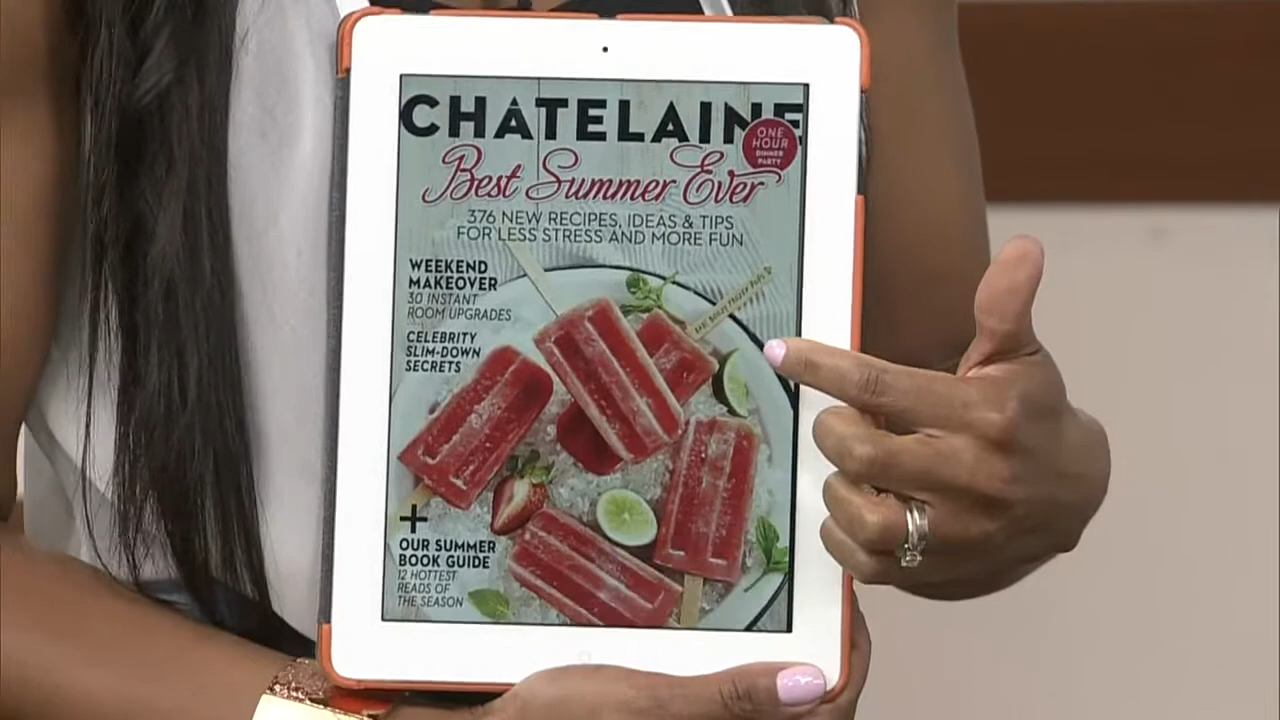 CHATELAINE
ONE
HOUR
DINNER
PARTY
Best Summer Ever
376 NEW RECIPES, IDEAS & TIPS
FOR LESS STRESS AND MORE FUN
WEEKEND
MAKEOVER
30 INSTANT
ROOM UPGRADES
CELEBRITY
SLIM-DOWN
SECRETS
+
OUR SUMMER
BOOK GUIDE
12 HOTTEST
READS OF
THE SEASON